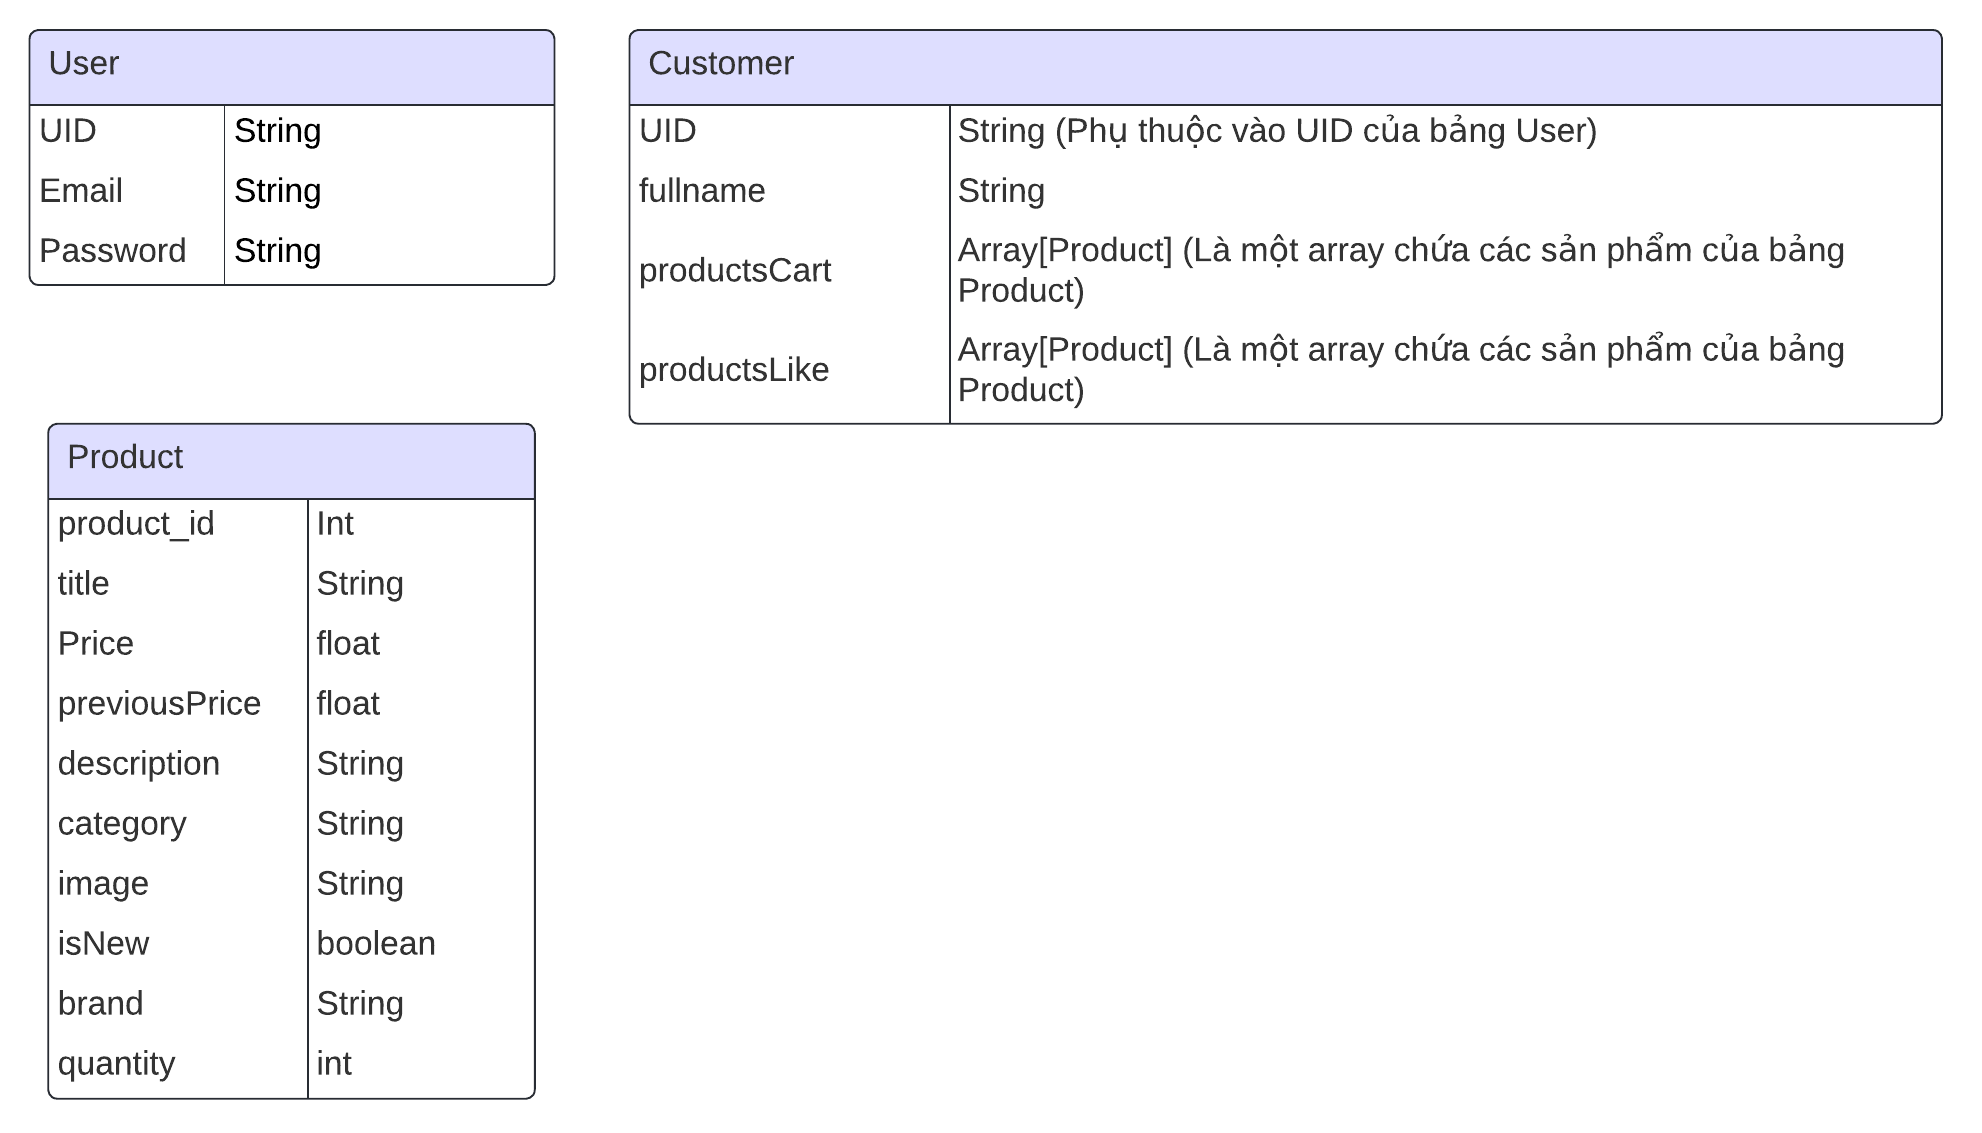 User
UID String
Email String
Password String
Customer
UID String (Phụ thuộc vào UID của bảng User)
fullname String
productsCart Array[Product] (Là một array chứa các sản phẩm của bảng
Product)
productsLike Array[Product] (Là một array chứa các sản phẩm của bảng
Product)
Product
product_id Int
title String
Price float
previousPrice float
description String
category String
image String
isNew boolean
brand String
quantity int